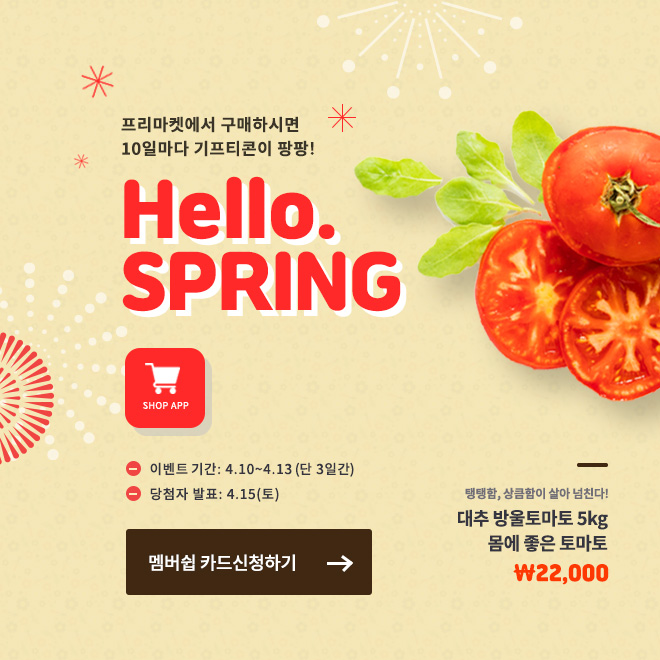 프리마켓에서 구매하시면
10일마다 기프티콘이 팡팡!
Hello.
SPRING
SHOP APP
이벤트 기간: 4.10~4.13 (단 3일간)
당첨자 발표: 4.15(토)
멤버쉽 카드신청하기
탱탱함, 상큼함이 살아 넘친다!
대추 방울토마토 5kg
몸에 좋은 토마토
₩22,000